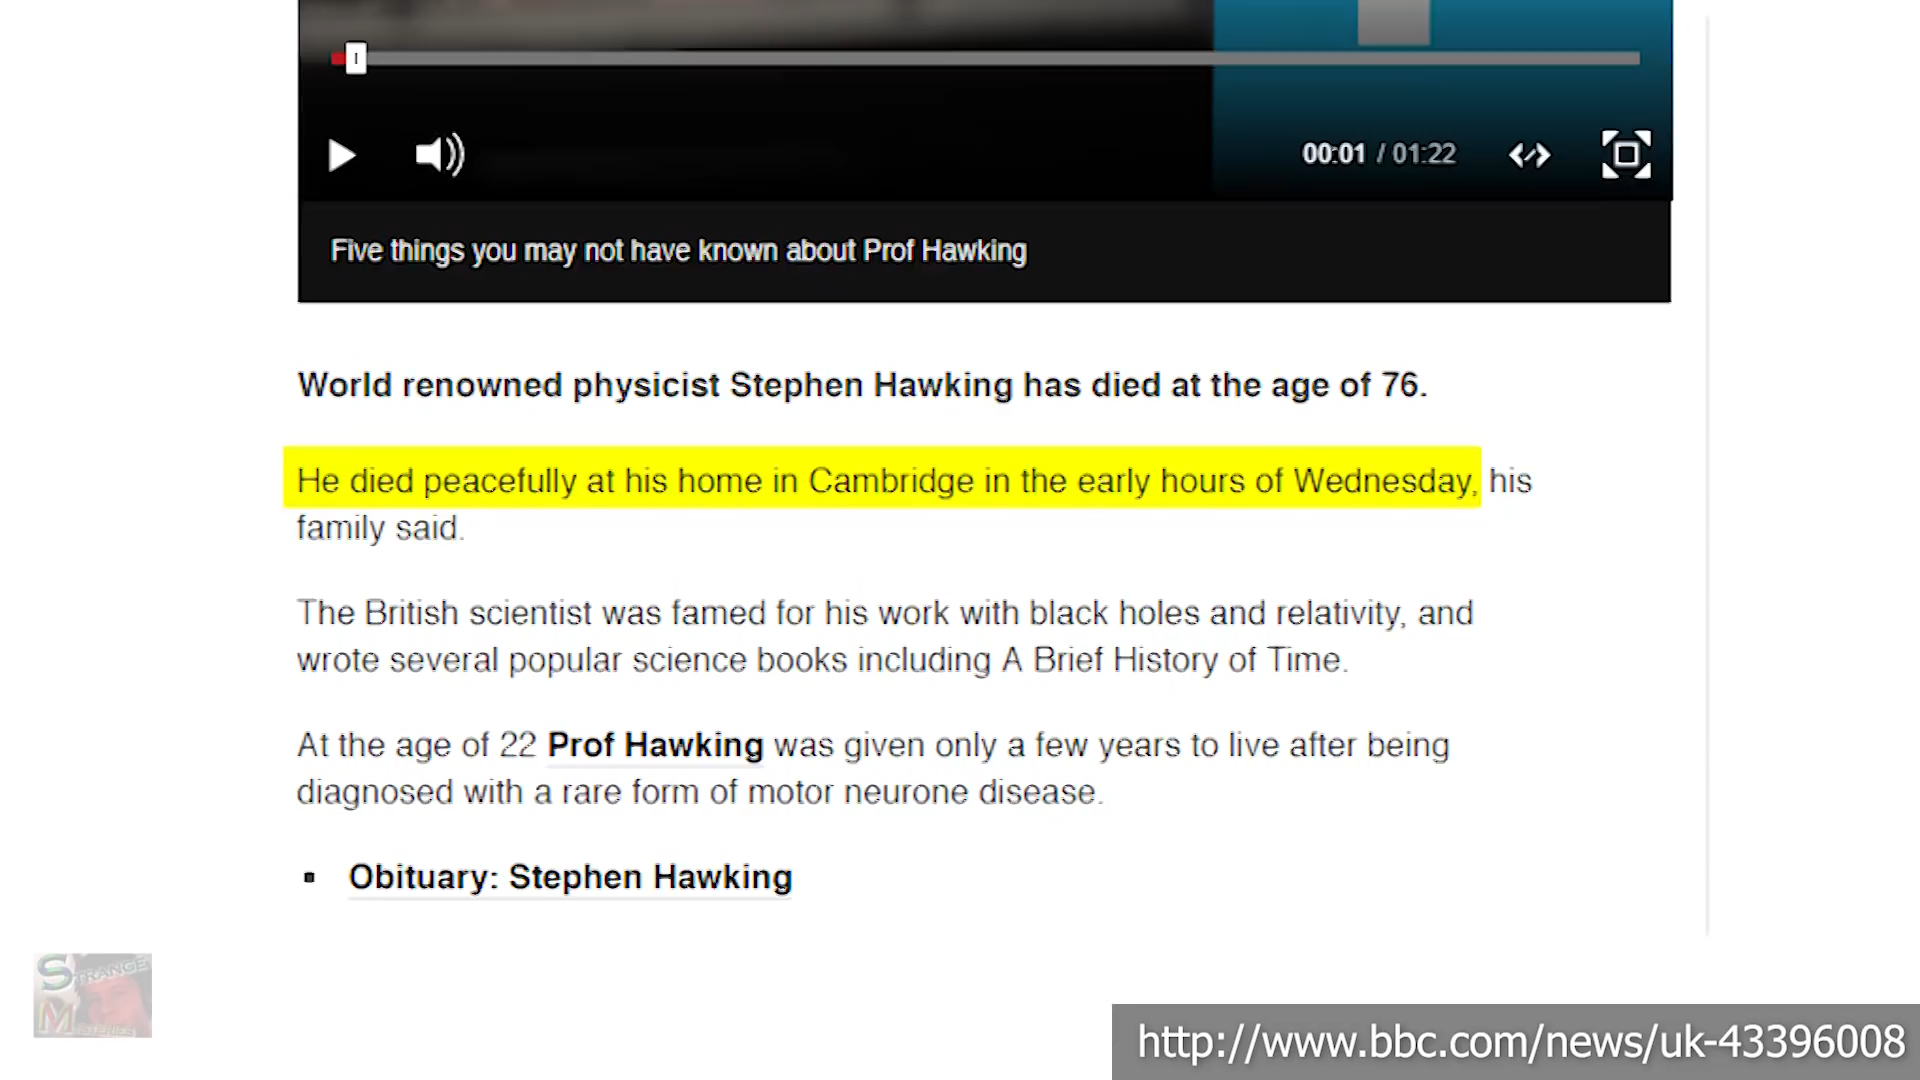 00:01 / 01:22
Five things you may not have known about Prof Hawking
World renowned physicist Stephen Hawking has died at the age of 76.
He died peacefully at his home in Cambridge in the early hours of Wednesday, his
family said.
The British scientist was famed for his work with black holes and relativity, and
wrote several popular science books including A Brief History of Time.
At the age of 22 Prof Hawking was given only a few years to live after being
diagnosed with a rare form of motor neurone disease.
Obituary: Stephen Hawking
STRANGE
MYSTERIES
http://www.bbc.com/news/uk-43396008